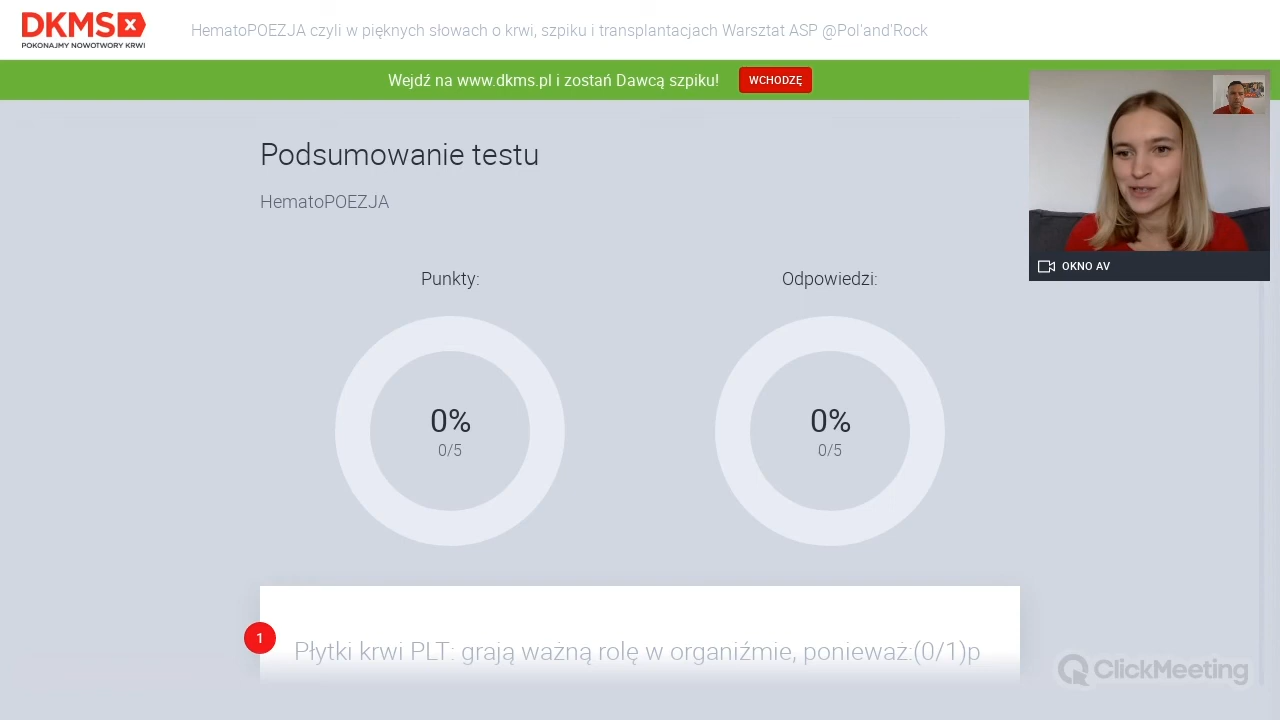 DKMS
POKONAJMY NOWOTWORY KRWI
HematoPOEZJA czyli w pięknych słowach o krwi, szpiku i transplantacjach Warsztat ASP @Pol'and'Rock
Wejdź na www.dkms.pl i zostań Dawcą szpiku!
WCHODZĘ
OKNO AV
Podsumowanie testu
HematoPOEZJA
Punkty:
Odpowiedzi:
0%
0/5
0%
0/5
1
Płytki krwi PLT: grają ważną rolę w organiźmie, ponieważ:(0/1)p
ClickMeeting